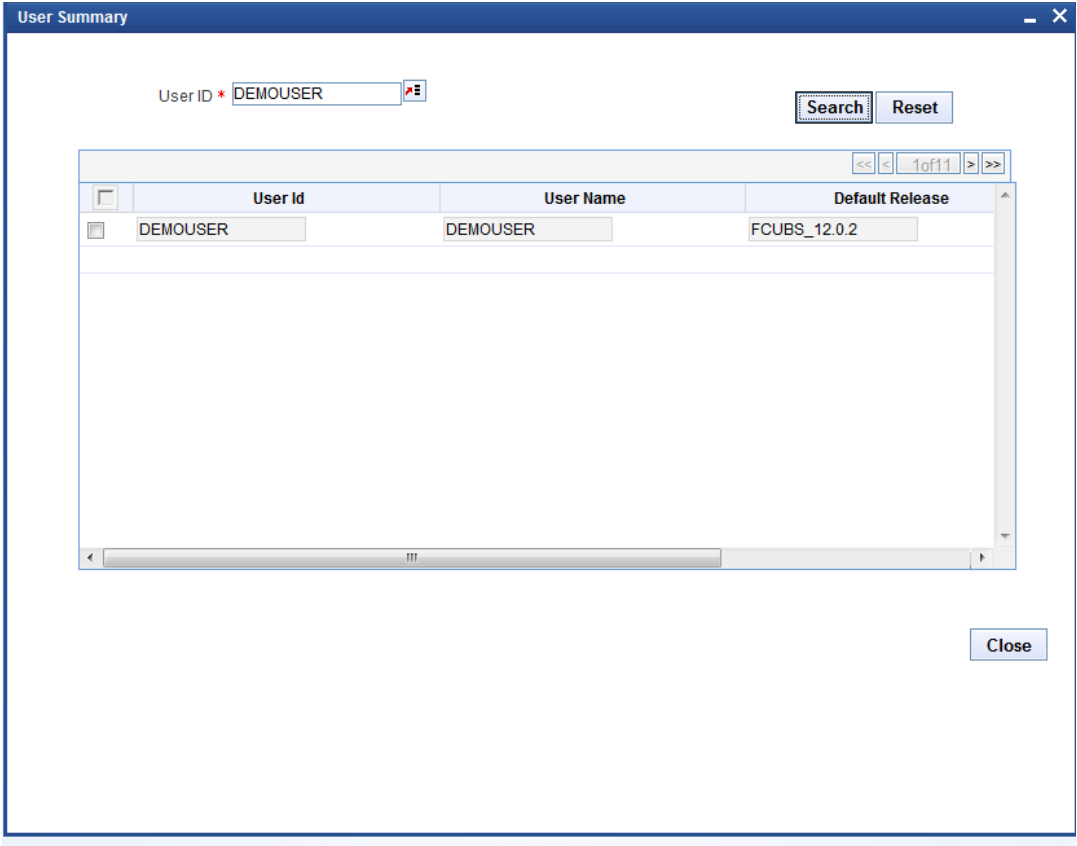 User Summary
User ID * DEMOUSER
Search Reset
<< < 1of11 > >>
User Id User Name Default Release
DEMOUSER DEMOUSER FCUBS_12.0.2
Close